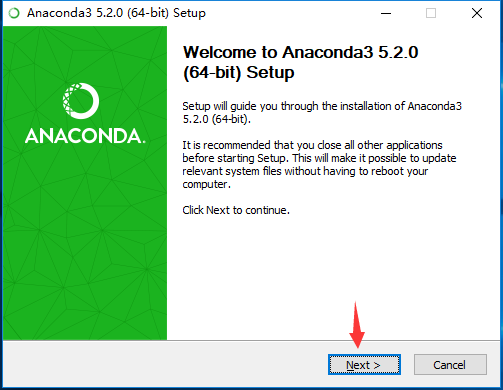 Anaconda3 5.2.0 (64-bit) Setup
ANACONDA.
Welcome to Anaconda3 5.2.0
(64-bit) Setup
Setup will guide you through the installation of Anaconda3
5.2.0 (64-bit).
It is recommended that you close all other applications
before starting Setup. This will make it possible to update
relevant system files without having to reboot your
computer.
Click Next to continue.
Next >
Cancel